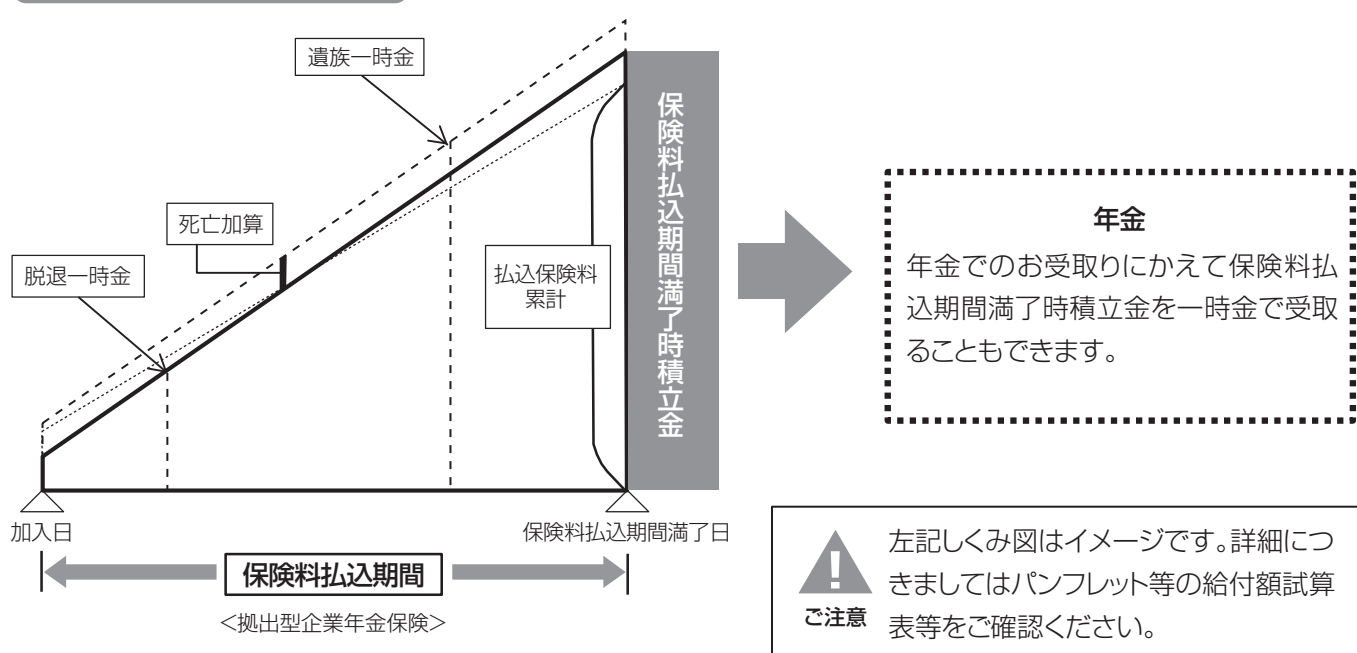 遺族一時金
死亡加算
脱退一時金
払込保険料
累計
保険料払込期間満了時積立金
加入日
保険料払込期間満了日
保険料払込期間
<拠出型企業年金保険>
年金
年金でのお受取りにかえて保険料払
込期間満了時積立金を一時金で受取
ることもできます。
ご注意
左記しくみ図はイメージです。詳細につ
きましてはパンフレット等の給付額試算
表等をご確認ください。